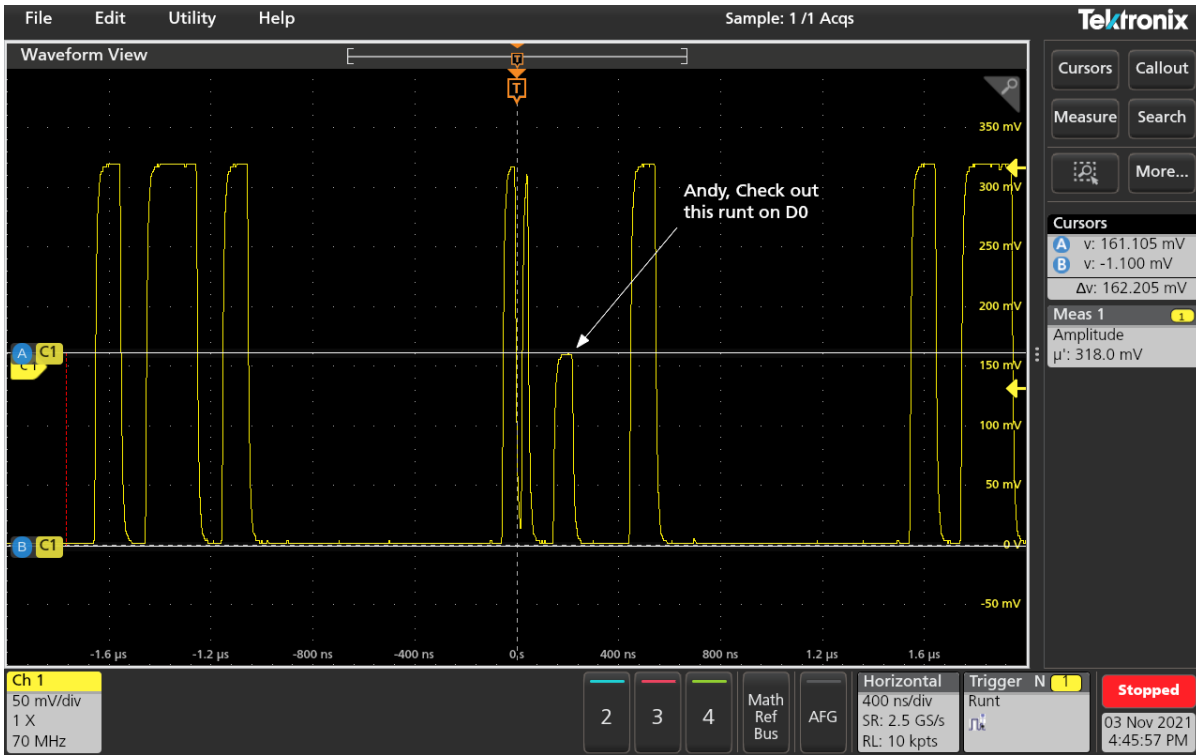 File Edit Utility Help Sample: 1 /1 Acqs Tektronix
Waveform View
T
T
Cursors Callout
Measure Search
More...
350 mV
300 mV
250 mV
200 mV
150 mV
100 mV
50 mV
0 V
-50 mV
Andy, Check out
this runt on D0
A C1
C1
B C1
-1.6 µs -1.2 µs -800 ns -400 ns 0 s 400 ns 800 ns 1.2 µs 1.6 µs
Cursors
A v: 161.105 mV
B v: -1.100 mV
Δv: 162.205 mV
Meas 1 1
Amplitude
µ': 318.0 mV
Ch 1
50 mV/div
1 X
70 MHz
2
3
4
Math
Ref
Bus
AFG
Horizontal
400 ns/div
SR: 2.5 GS/s
RL: 10 kpts
Trigger N 1
Runt
Stopped
03 Nov 2021
4:45:57 PM